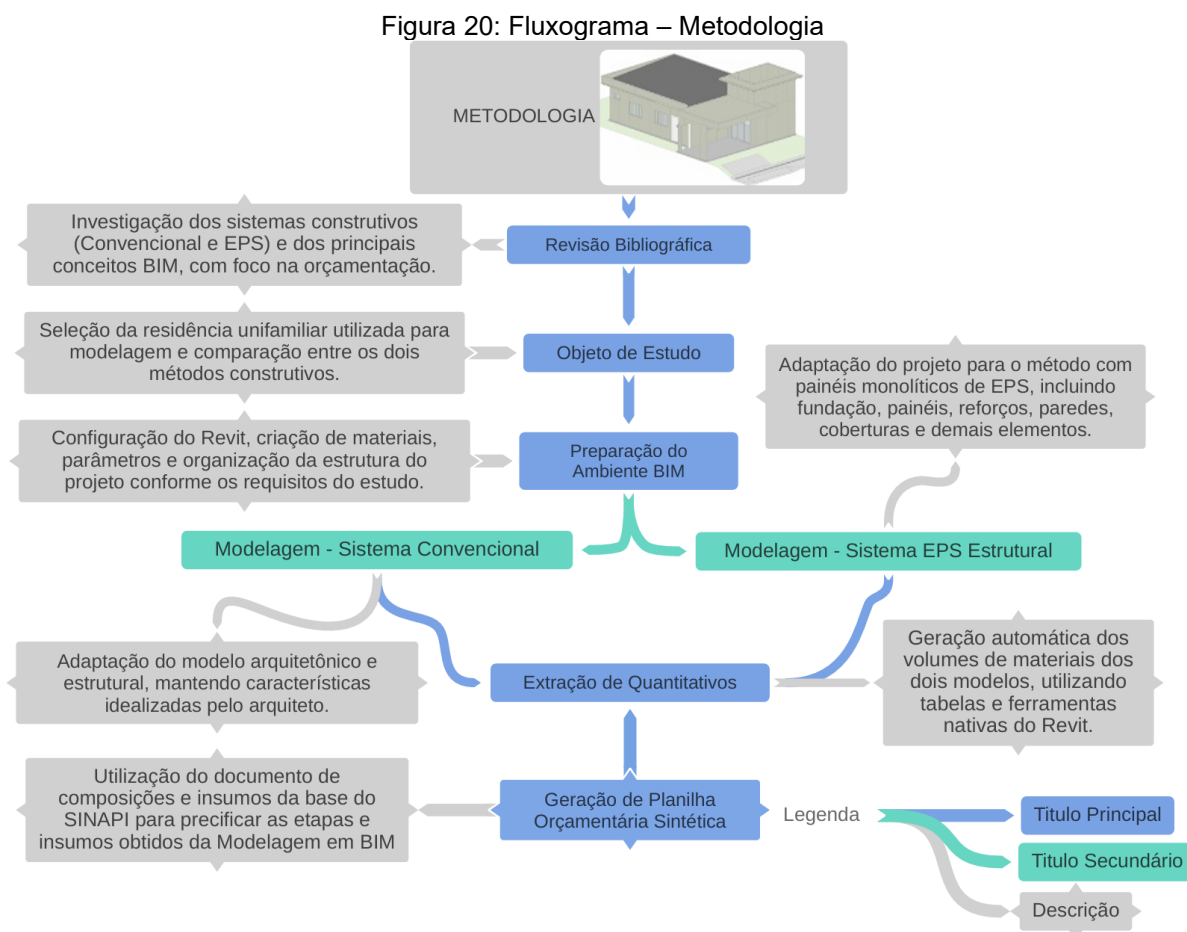 Figura 20: Fluxograma – Metodologia
METODOLOGIA
Investigação dos sistemas construtivos
(Convencional e EPS) e dos principais
conceitos BIM, com foco na orçamentação.
Revisão Bibliográfica
Seleção da residência unifamiliar utilizada para
modelagem e comparação entre os dois
métodos construtivos.
Objeto de Estudo
Adaptação do projeto para o método com
painéis monolíticos de EPS, incluindo
fundação, painéis, reforços, paredes,
coberturas e demais elementos.
Configuração do Revit, criação de materiais,
parâmetros e organização da estrutura do
projeto conforme os requisitos do estudo.
Preparação do
Ambiente BIM
Modelagem - Sistema Convencional
Modelagem - Sistema EPS Estrutural
Adaptação do modelo arquitetônico e
estrutural, mantendo características
idealizadas pelo arquiteto.
Extração de Quantitativos
Geração automática dos
volumes de materiais dos
dois modelos, utilizando
tabelas e ferramentas
nativas do Revit.
Utilização do documento de
composições e insumos da base do
SINAPI para precificar as etapas e
insumos obtidos da Modelagem em BIM
Geração de Planilha
Orçamentária Sintética
Legenda
Titulo Principal
Titulo Secundário
Descrição